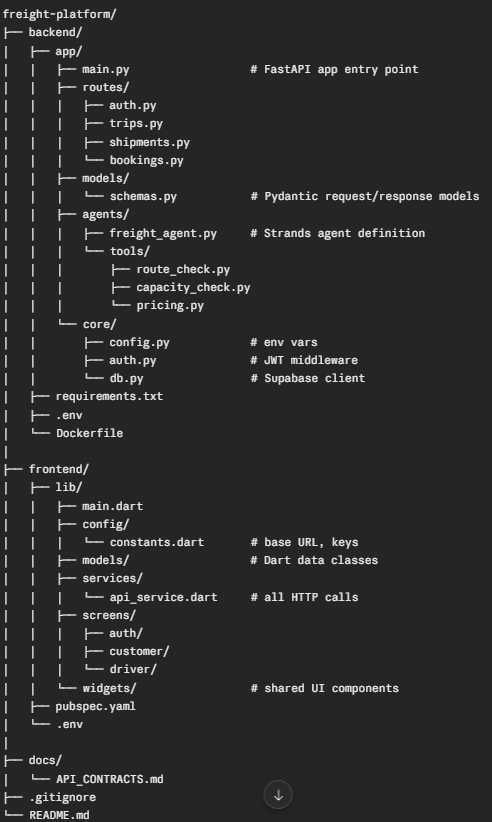 freight-platform/
├── backend/
│   ├── app/
│   │   ├── main.py                  # FastAPI app entry point
│   │   ├── routes/
│   │   │   ├── auth.py
│   │   │   ├── trips.py
│   │   │   ├── shipments.py
│   │   │   └── bookings.py
│   │   ├── models/
│   │   │   └── schemas.py           # Pydantic request/response models
│   │   ├── agents/
│   │   │   ├── freight_agent.py     # Strands agent definition
│   │   │   └── tools/
│   │   │       ├── route_check.py
│   │   │       ├── capacity_check.py
│   │   │       └── pricing.py
│   │   └── core/
│   │       ├── config.py            # env vars
│   │       ├── auth.py              # JWT middleware
│   │       └── db.py                # Supabase client
│   ├── requirements.txt
│   ├── .env
│   └── Dockerfile
│
├── frontend/
│   ├── lib/
│   │   ├── main.dart
│   │   ├── config/
│   │   │   └── constants.dart       # base URL, keys
│   │   ├── models/                  # Dart data classes
│   │   ├── services/
│   │   │   └── api_service.dart     # all HTTP calls
│   │   ├── screens/
│   │   │   ├── auth/
│   │   │   ├── customer/
│   │   │   └── driver/
│   │   └── widgets/                 # shared UI components
│   ├── pubspec.yaml
│   └── .env
│
├── docs/
│   └── API_CONTRACTS.md
├── .gitignore
└── README.md